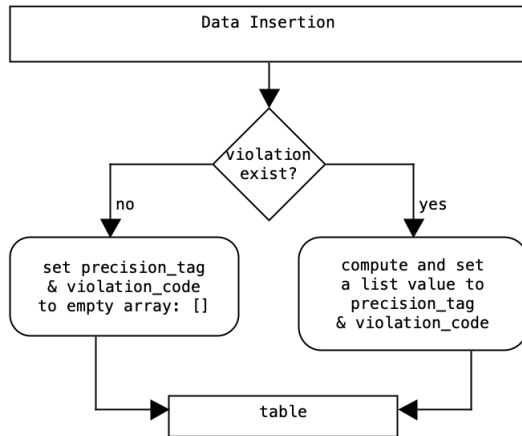 Data Insertion
violation
exist?
no
yes
set precision_tag
& violation_code
to empty array: []
compute and set
a list value to
precision_tag
& violation_code
table